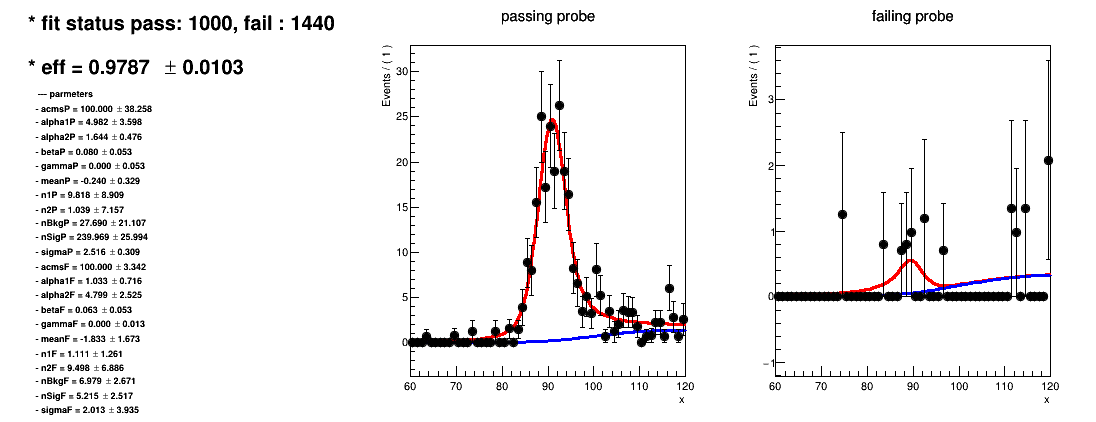 * fit status pass: 1000, fail : 1440
* eff = 0.9787 ± 0.0103
--- parmeters
- acmsP = 100.000 ± 38.258
- alpha1P = 4.982 ± 3.598
- alpha2P = 1.644 ± 0.476
- betaP = 0.080 ± 0.053
- gammaP = 0.000 ± 0.053
- meanP = -0.240 ± 0.329
- n1P = 9.818 ± 8.909
- n2P = 1.039 ± 7.157
- nBkgP = 27.690 ± 21.107
- nSigP = 239.969 ± 25.994
- sigmaP = 2.516 ± 0.309
- acmsF = 100.000 ± 3.342
- alpha1F = 1.033 ± 0.716
- alpha2F = 4.799 ± 2.525
- betaF = 0.063 ± 0.053
- gammaF = 0.000 ± 0.013
- meanF = -1.833 ± 1.673
- n1F = 1.111 ± 1.261
- n2F = 9.498 ± 6.886
- nBkgF = 6.979 ± 2.671
- nSigF = 5.215 ± 2.517
- sigmaF = 2.013 ± 3.935
passing probe
Events / ( 1 )
30
25
20
15
10
5
0
60 70 80 90 100 110 120
x
failing probe
Events / ( 1 )
3
2
1
0
−1
60 70 80 90 100 110 120
x